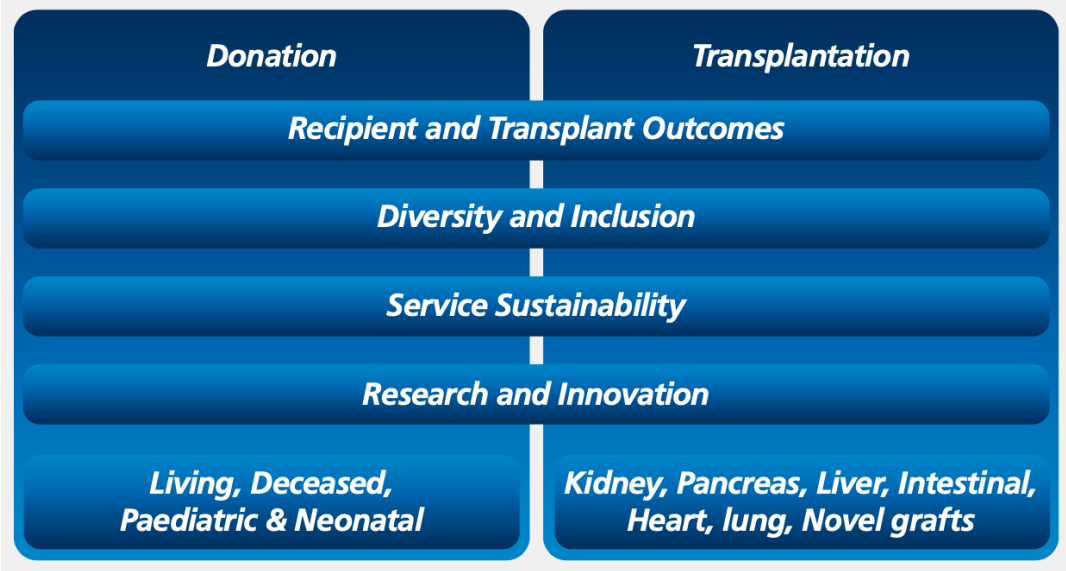 Donation
Transplantation
Recipient and Transplant Outcomes
Diversity and Inclusion
Service Sustainability
Research and Innovation
Living, Deceased,
Paediatric & Neonatal
Kidney, Pancreas, Liver, Intestinal,
Heart, lung, Novel grafts